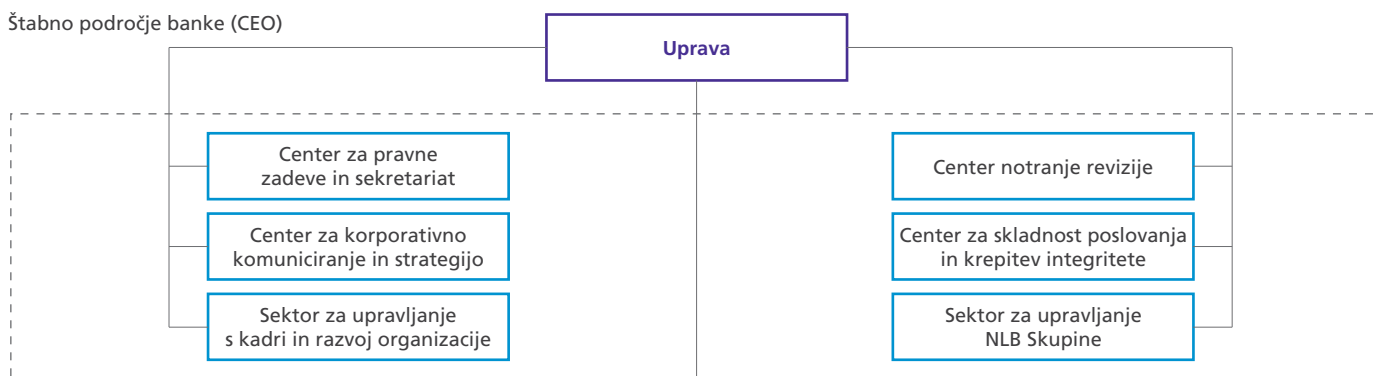 Štabno področje banke (CEO)
Uprava
Center za pravne
zadeve in sekretariat
Center za korporativno
komuniciranje in strategijo
Sektor za upravljanje
s kadri in razvoj organizacije
Center notranje revizije
Center za skladnost poslovanja
in krepitev integritete
Sektor za upravljanje
NLB Skupine